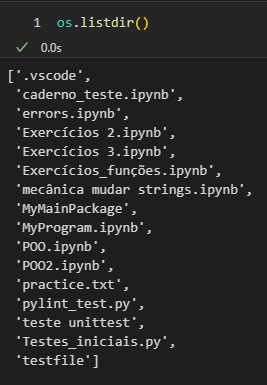 1 os.listdir()
0.0s
['.vscode',
'caderno_teste.ipynb',
'errors.ipynb',
'Exercícios 2.ipynb',
'Exercícios 3.ipynb',
'Exercícios_funções.ipynb',
'mecânica mudar strings.ipynb',
'MyMainPackage',
'MyProgram.ipynb',
'POO.ipynb',
'POO2.ipynb',
'practice.txt',
'pylint_test.py',
'teste unittest',
'Testes_iniciais.py',
'testfile']